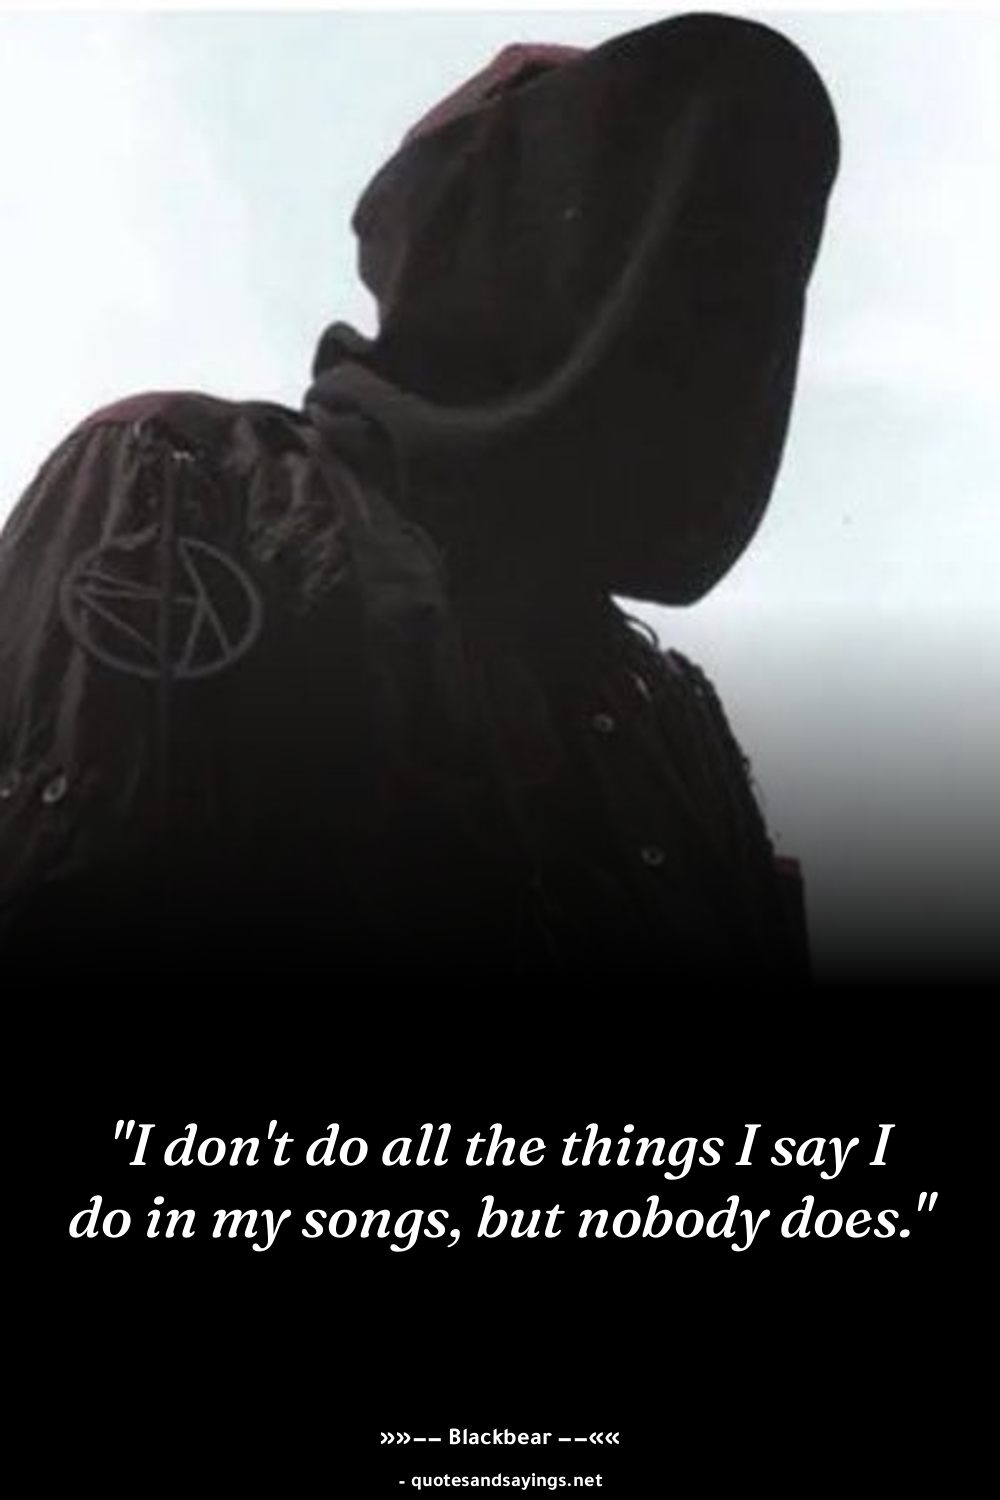 "I don't do all the things I say I
do in my songs, but nobody does."
»»−− Blackbear −−««
- quotesandsayings.net